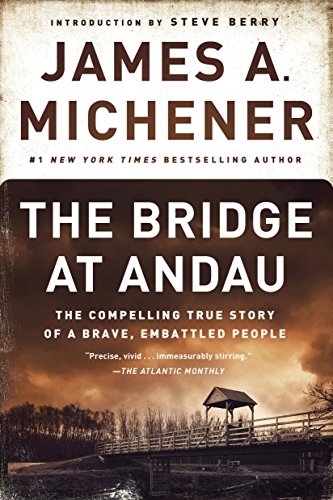 INTRODUCTION BY STEVE BERRY
JAMES A.
MICHENER
#1 NEW YORK TIMES BESTSELLING AUTHOR
THE BRIDGE
AT ANDAU
THE COMPELLING TRUE STORY
OF A BRAVE, EMBATTLED PEOPLE
"Precise, vivid . . . immeasurably stirring."
—THE ATLANTIC MONTHLY